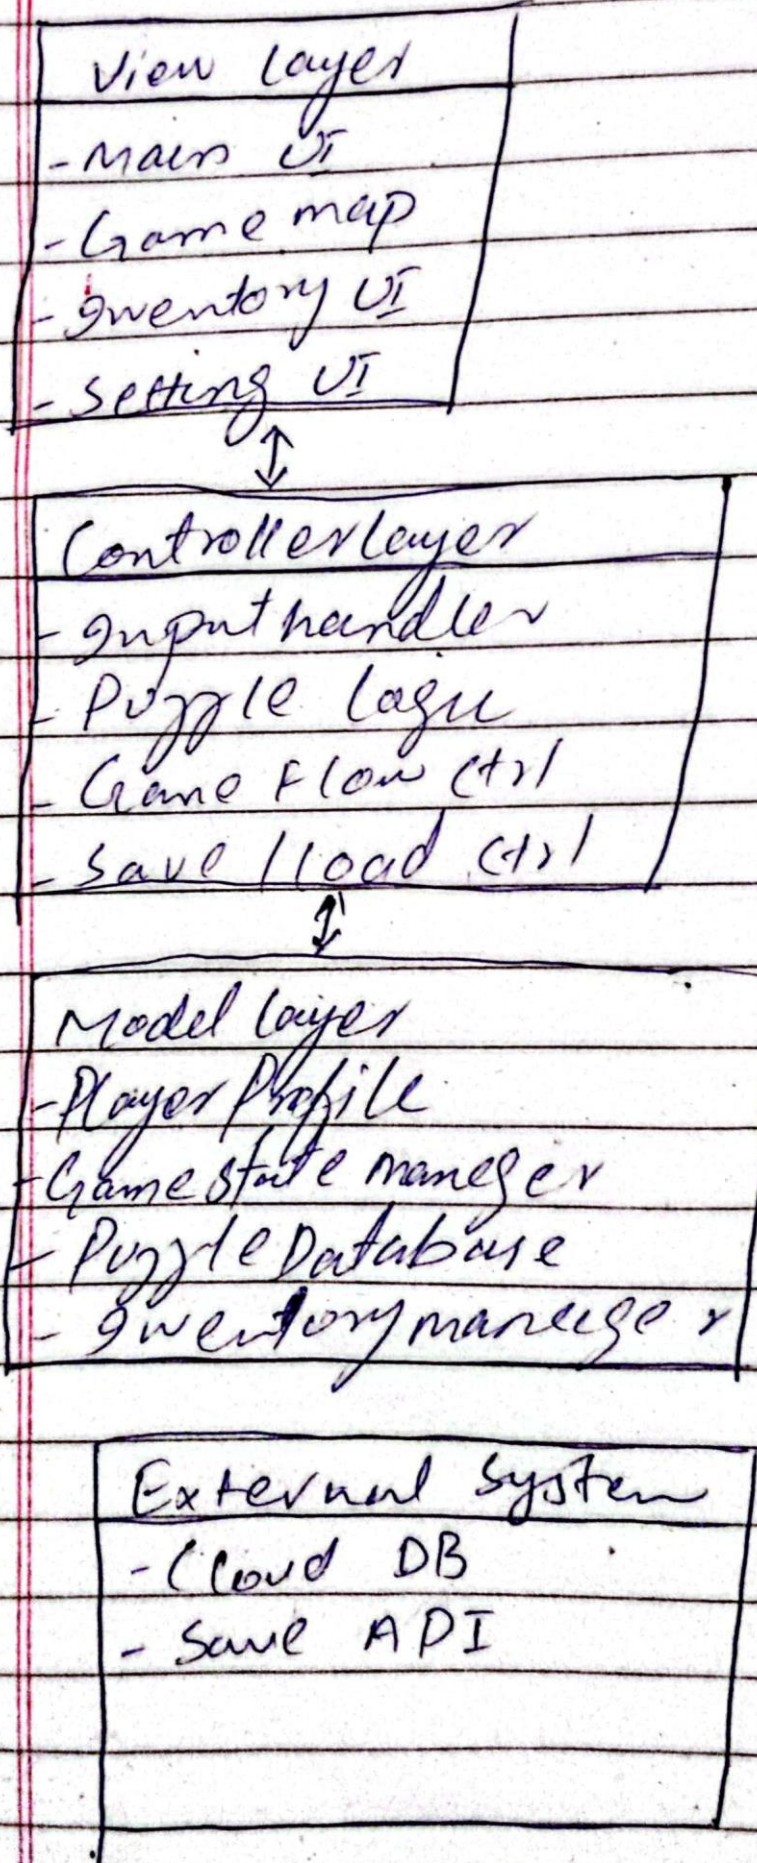 View Layer
- Main UI
- Game map
- Inventory UI
- Setting UI
Controller Layer
- Input handler
- Puzzle Logic
- Game Flow Ctrl
- Save / load Ctrl
Model Layer
- Player Profile
- Game state maneger
- Puzzle Database
- Inventory manager
External System
- Cloud DB
- Save API